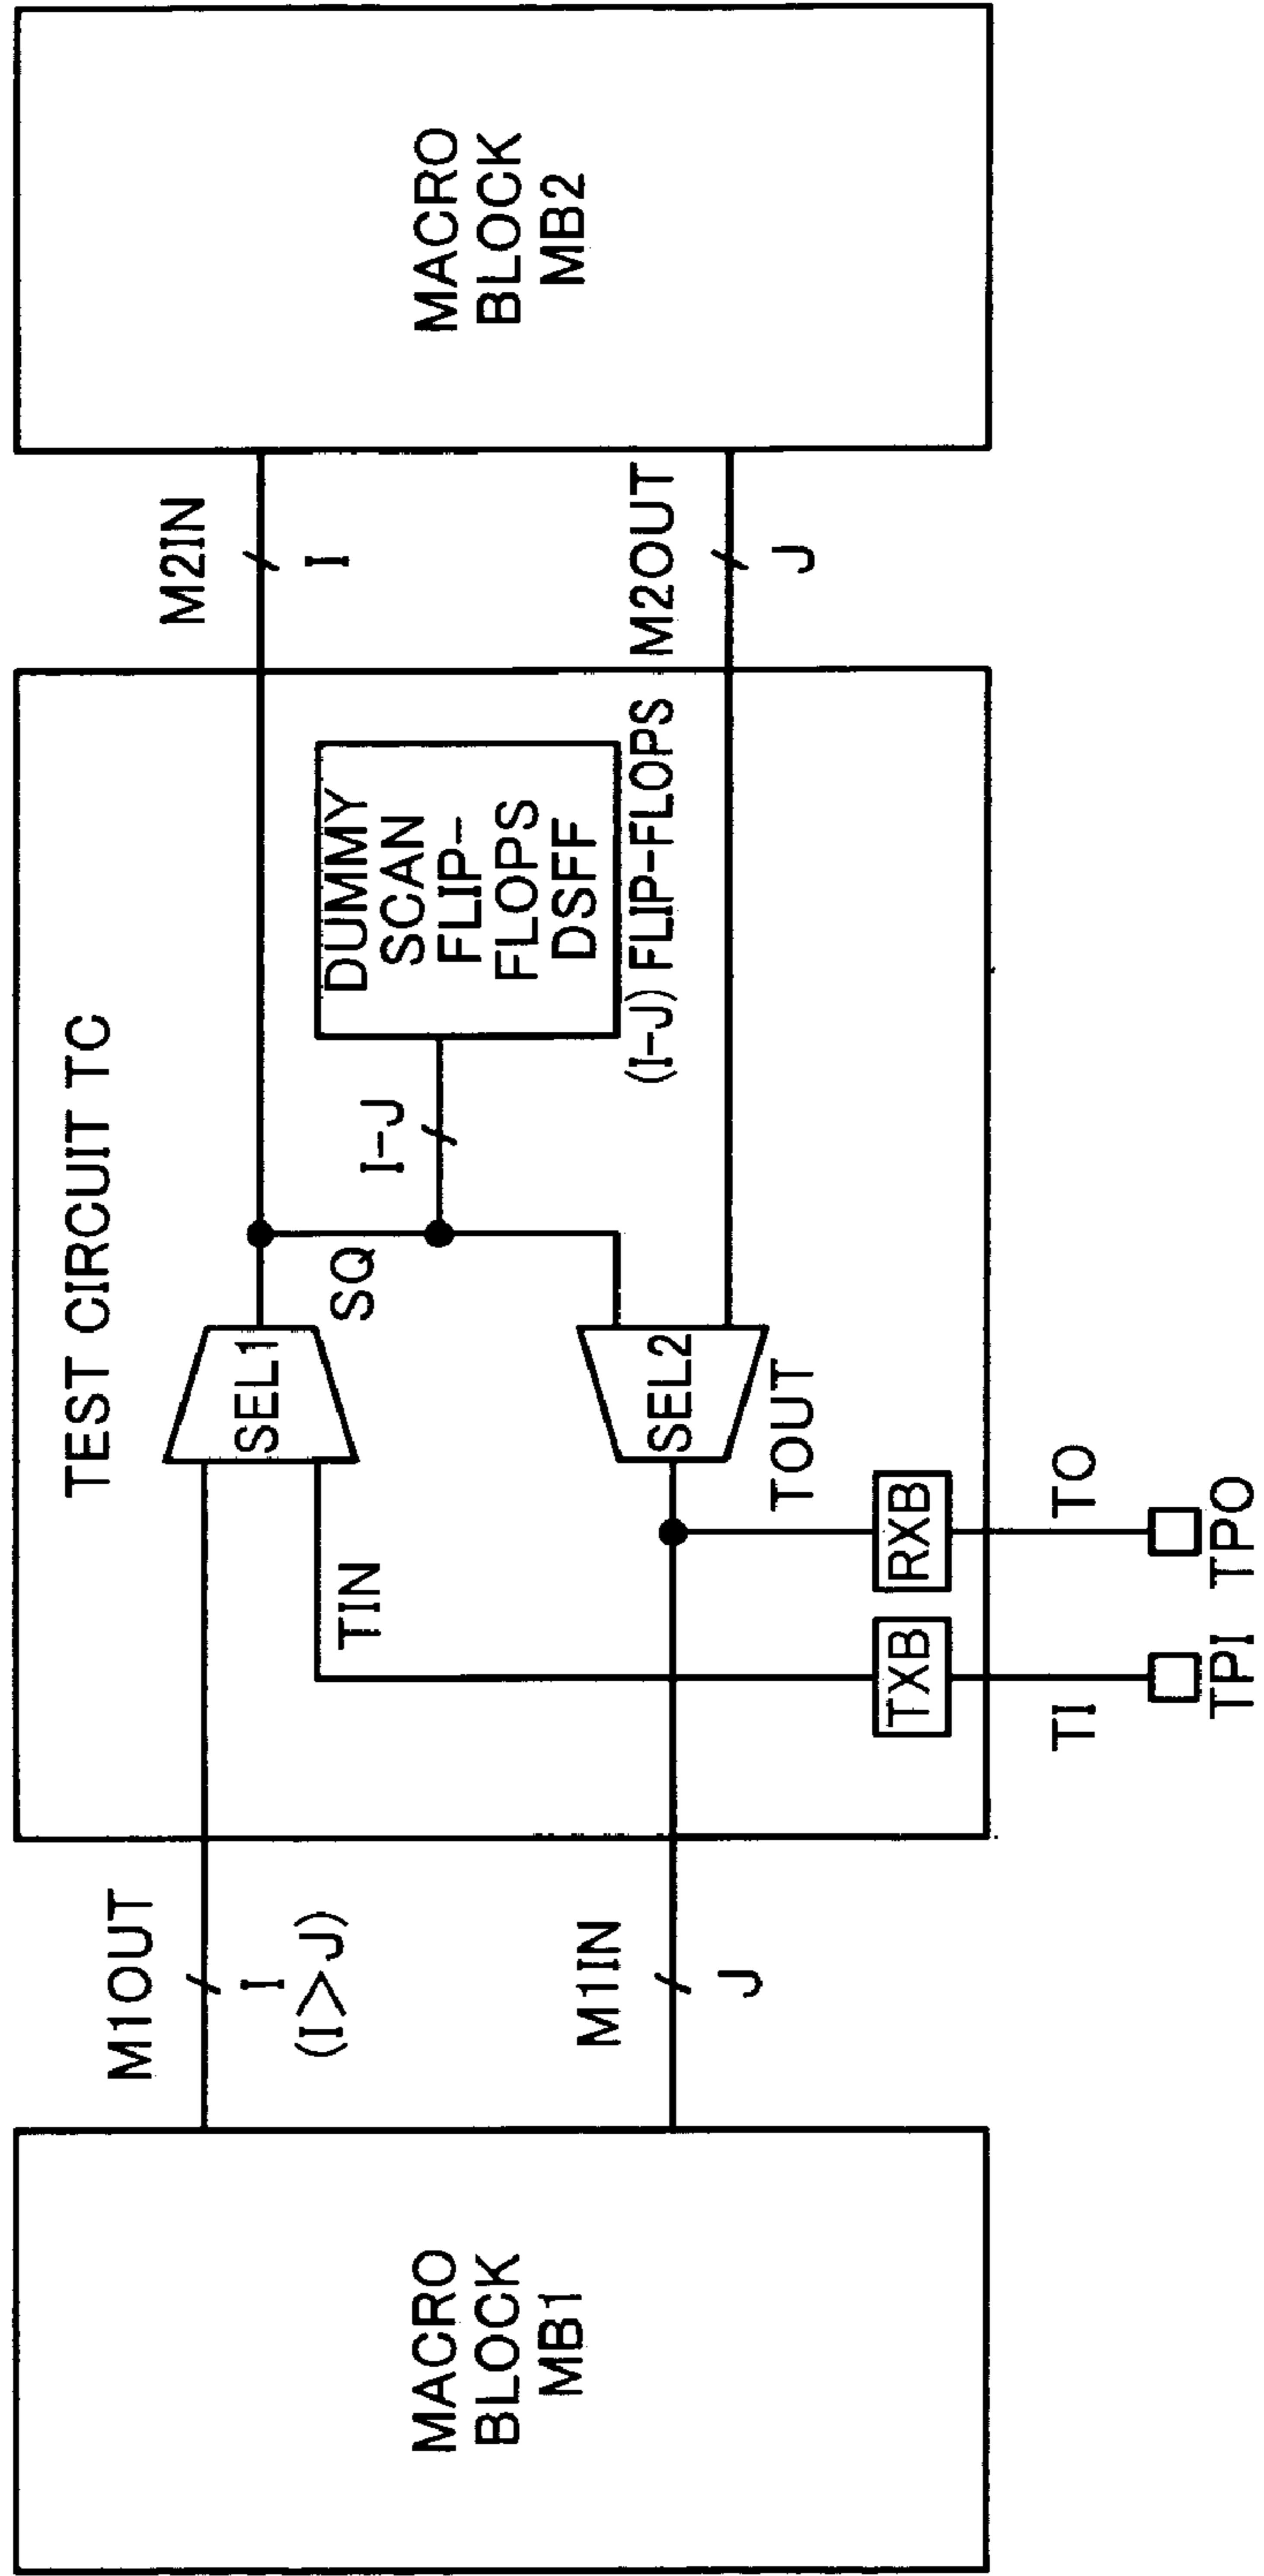 MACRO
BLOCK
MB1
M1OUT
I
(I>J)
M1IN
J
TEST CIRCUIT TC
SEL1
TIN
SQ
I-J
DUMMY
SCAN
FLIP-
FLOPS
DSFF
(I-J) FLIP-FLOPS
SEL2
TOUT
TXB
RXB
TI
TO
TPI
TPO
M2IN
I
M2OUT
J
MACRO
BLOCK
MB2